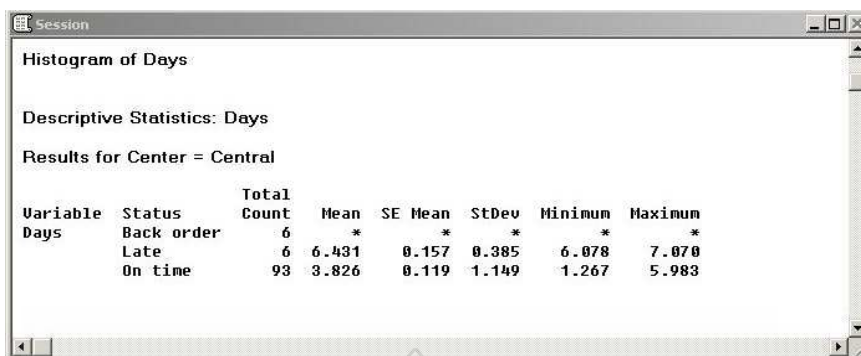 Session
Histogram of Days
Descriptive Statistics: Days
Results for Center = Central
Total
Variable Status Count Mean SE Mean StDev Minimum Maximum
Days Back order 6 * * * * *
Late 6 6.431 0.157 0.385 6.078 7.070
On time 93 3.826 0.119 1.149 1.267 5.983